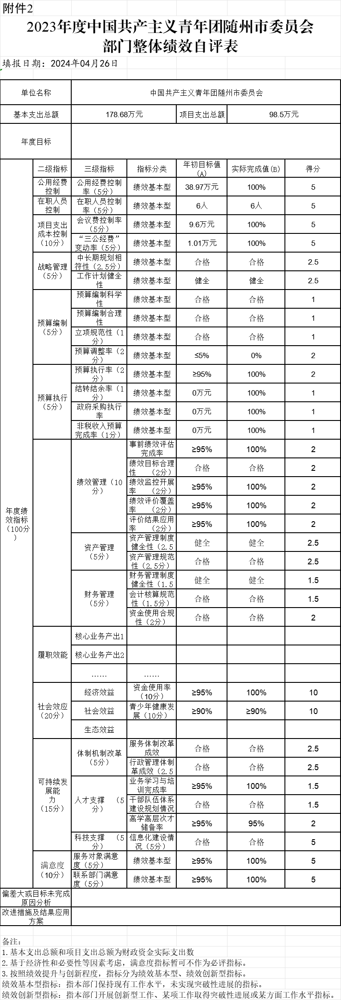 附件2
2023年度中国共产主义青年团随州市委员会
部门整体绩效自评表
填报日期：2024年04月26日
单位名称 中国共产主义青年团随州市委员会
基本支出总额 178.68万元 项目支出总额 98.5万元
年度目标
年度绩
效指标
（100分
）
二级指标 三级指标 指标分类 年初目标值
(A) 实际完成值(B) 得分
公用经费
控制 公用经费控制
率（5分） 绩效基本型 38.97万元 100% 5
在职人员
控制 在职人员控制
率（5分） 绩效基本型 6人 6人 5
项目支出
成本控制
（10分）
会议费控制率
（5分） 绩效基本型 9.6万元 100% 5
“三公经费”
变动率（5分） 绩效基本型 1.01万元 100% 5
战略管理
（5分）
中长期规划相
符性（2.5分） 绩效基本型 合格 合格 2.5
工作计划健全
性 绩效基本型 健全 健全 2.5
预算编制
（5分）
预算编制科学
性 绩效基本型 合格 合格 1
预算编制合理
性 绩效基本型 合格 合格 1
立项规范性（1
分） 绩效基本型 合格 合格 1
预算调整率（2
分） 绩效基本型 ≤5% 0% 2
预算执行
（5分）
预算执行率（2
分） 绩效基本型 ≥95% 100% 2
结转结余率（1
分） 绩效基本型 0万元 100% 1
政府采购执行
率 绩效基本型 0万元 100% 1
非税收入预算
完成率（1分） 绩效基本型 0万元 100% 1
绩效管理（10
分）
事前绩效评估
完成率 ≥95% 100% 2
绩效目标合理
性 （2分） 合格 合格 2
绩效监控开展
率 （2分） ≥95% 100% 2
绩效评价覆盖
率 （2分） ≥95% 100% 2
评价结果应用
率 （2分） ≥95% 100% 2
资产管理
（5分）
资产管理制度
健全性（2.5 健全 健全 2.5
资产管理规范
性（2.5分） 合格 合格 2.5
财务管理
（5分）
财务管理制度
健全性（1.5 健全 健全 1.5
会计核算规范
性（1.5分） 合格 合格 1.5
资金使用合规
性（2分） 合格 合格 2
履职效能
核心业务产出1
核心业务产出2
…… ……
社会效应
（20分）
经济效益 资金使用率
（10分） ≥95% 100% 10
社会效益 青少年健康发
展（10分） ≥90% ≥90% 10
生态效益
可持续发
展能
力
（15分）
体制机制改革
（5分）
服务体制改革
成效 合格 合格 2.5
行政管理体制
革成效（2.5 合格 合格 2.5
人才支撑 （5
分）
业务学习与培
训完成率 ≥95% 100% 1.5
干部队伍体系
建设规划情况 合格 合格 1.5
高学高层次才
储备率 ≥95% 95% 2
科技支撑 （5
分） 信息化建设情
况（5分） 合格 合格 5
满意度
（10分）
服务对象满意
度（5分） 绩效基本型 ≥95% 100% 5
联系部门满意
度（5分） 绩效基本型 ≥95% 100% 5
偏差大或目标未完成
原因分析
改进措施及结果应用
方案
备注：
1.基本支出总额和项目支出总额为财政资金实际支出数
2.基于经济性和必要性等因素考虑，满意度指标暂可不作为必评指标。
3.按照绩效提升与创新程度，指标分为绩效基本型、绩效创新型指标。
绩效基本型指标：指本部门保持现有工作水平，未实现突破性进展的指标。
绩效创新型指标：指本部门开展创新型工作、某项工作取得突破性进展或某方面工作水平指标。